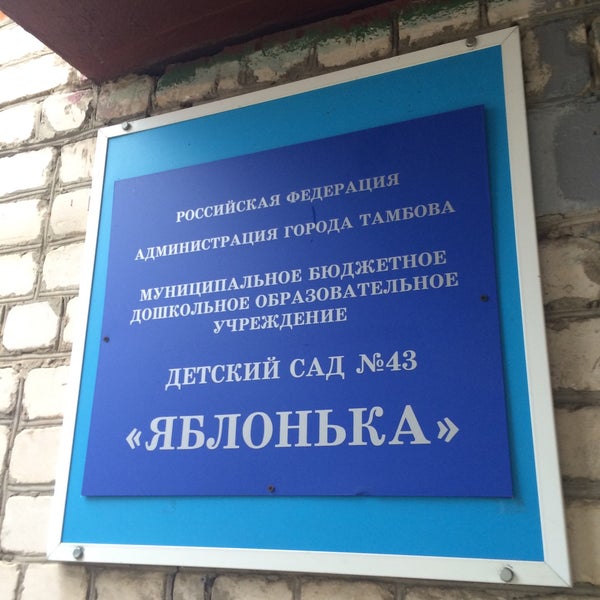 РОССИЙСКАЯ ФЕДЕРАЦИЯ
АДМИНИСТРАЦИЯ ГОРОДА ТАМБОВА
МУНИЦИПАЛЬНОЕ БЮДЖЕТНОЕ
ДОШКОЛЬНОЕ ОБРАЗОВАТЕЛЬНОЕ
УЧРЕЖДЕНИЕ
ДЕТСКИЙ САД №43
«ЯБЛОНЬКА»